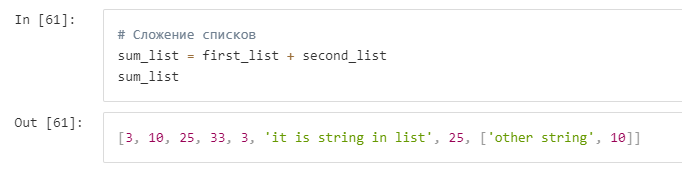 In [61]:
# Сложение списков
sum_list = first_list + second_list
sum_list
Out [61]:
[3, 10, 25, 33, 3, 'it is string in list', 25, ['other string', 10]]